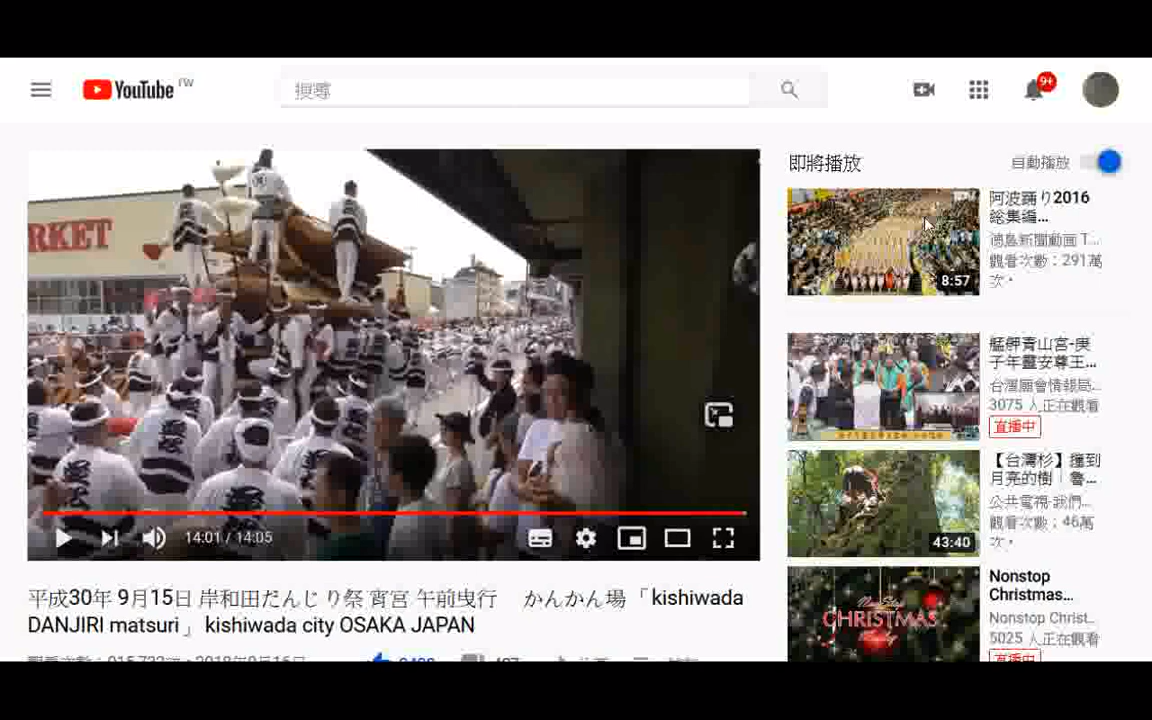 YouTube TW
搜尋
9+
RKET
14:01 / 14:05
平成30年 9月15日 岸和田だんじり祭 宵宮 午前曳行 かんかん場「kishiwada
DANJIRI matsuri」 kishiwada city OSAKA JAPAN
即將播放
自動播放
8:57
阿波踊り2016
総集編...
徳島新聞動画 T...
觀看次數：291萬
次・
艋舺青山宮-庚
子年靈安尊王...
台灣廟會情報局...
3075 人正在觀看
直播中
43:40
【台灣杉】撞到
月亮的樹｜魯...
公共電視-我們...
觀看次數：46萬
次・
CHRISTMAS
Nonstop
Christmas...
Nonstop Christ...
5025 人正在觀看